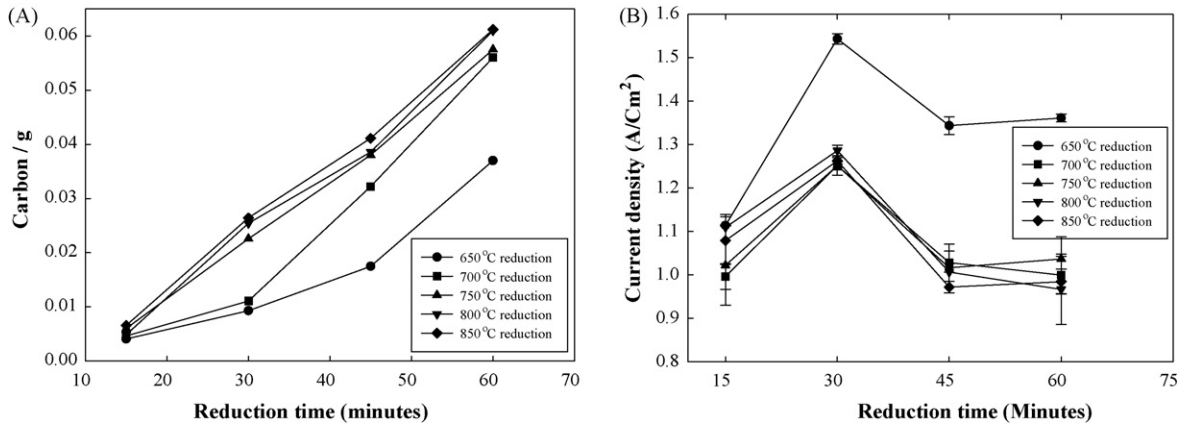 (A)
0.06
0.05
0.04
0.03
0.02
0.01
0.00
Carbon / g
650°C reduction
700°C reduction
750°C reduction
800°C reduction
850°C reduction
10 20 30 40 50 60 70
Reduction time (minutes)
(B)
1.6
1.5
1.4
1.3
1.2
1.1
1.0
0.9
0.8
Current density (A/Cm²)
650°C reduction
700°C reduction
750°C reduction
800°C reduction
850°C reduction
15 30 45 60 75
Reduction time (Minutes)